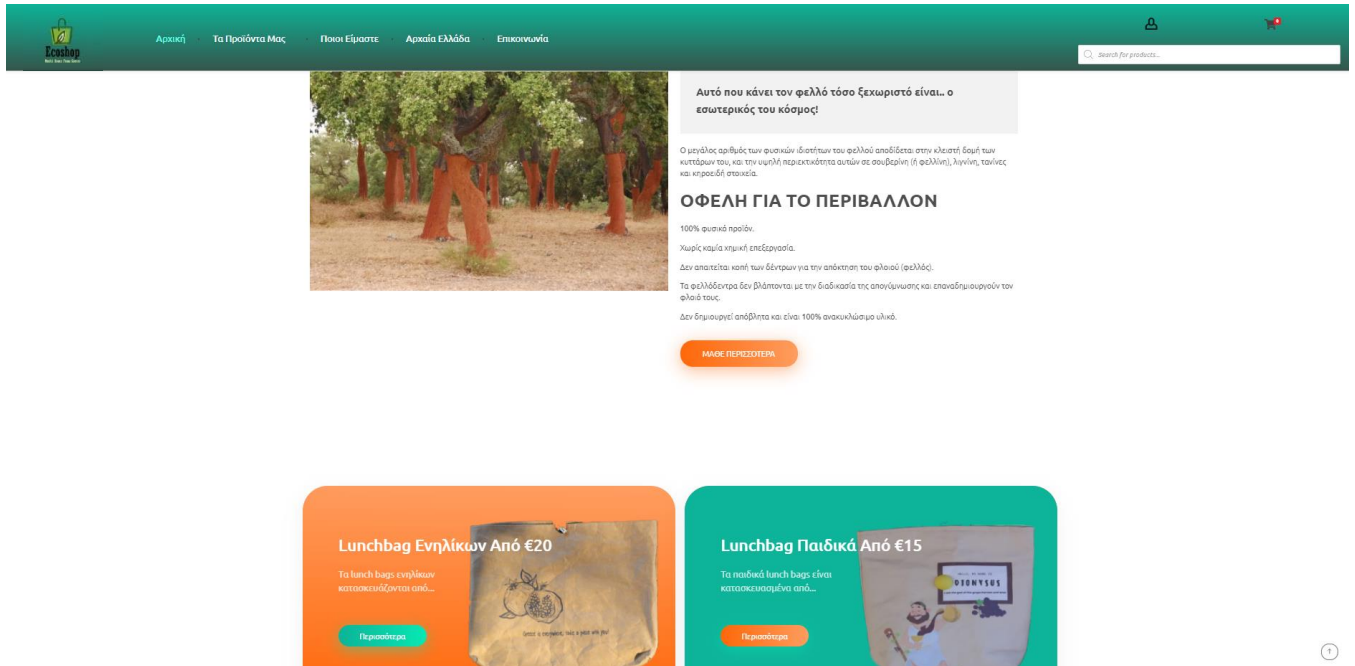 Ecoshop
Αρχική
Τα Προϊόντα Μας
Ποιοι Είμαστε
Αρχαία Ελλάδα
Επικοινωνία
Search for products...
Αυτό που κάνει τον φελλό τόσο ξεχωριστό είναι.. ο
εσωτερικός του κόσμος!
Ο μεγάλος αριθμός των φυσικών ιδιοτήτων του φελλού αποδίδεται στην κλειστή δομή των
κυττάρων του, και την υψηλή περιεκτικότητα αυτών σε σουβερίνη (ή φελλίνη), λιγνίνη, τανίνες
και κηροειδή στοιχεία.
ΟΦΕΛΗ ΓΙΑ ΤΟ ΠΕΡΙΒΑΛΛΟΝ
100% φυσικό προϊόν.
Χωρίς καμία χημική επεξεργασία.
Δεν απαιτείται κοπή των δέντρων για την απόκτηση του φλοιού (φελλός).
Τα φελλόδεντρα δεν βλάπτονται με την διαδικασία της απογύμνωσης και επαναδημιουργούν τον
φλοιό τους.
Δεν δημιουργεί απόβλητα και είναι 100% ανακυκλώσιμο υλικό.
ΜΑΘΕ ΠΕΡΙΣΣΟΤΕΡΑ
Lunchbag Ενηλίκων Από €20
Τα lunch bags ενηλίκων
κατασκευάζονται από...
Περισσότερα
Lunchbag Παιδικά Από €15
Τα παιδικά lunch bags είναι
κατασκευασμένα από...
Περισσότερα
DIONYSUS